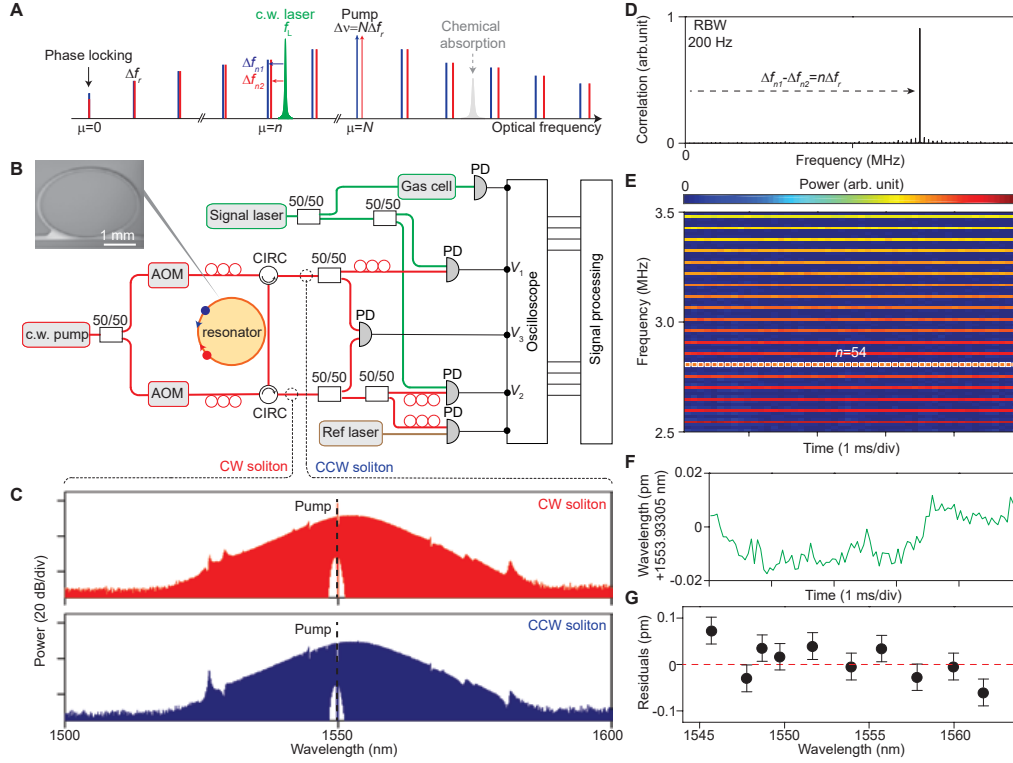 A
Phase locking
Δf_r
μ=0
c.w. laser
f_L
Δf_n1
Δf_n2
μ=n
Pump
Δν=NΔf_r
μ=N
Chemical
absorption
Optical frequency
B
1 mm
c.w. pump
50/50
AOM
AOM
CIRC
resonator
CIRC
Signal laser
50/50
Gas cell
50/50
PD
50/50
PD
V_1
PD
V_3
50/50
50/50
PD
V_2
PD
Ref laser
Oscilloscope
Signal processing
CW soliton
CCW soliton
C
Pump
CW soliton
Pump
CCW soliton
Power (20 dB/div)
1500
1550
1600
Wavelength (nm)
D
RBW
200 Hz
Δf_n1-Δf_n2=nΔf_r
Correlation (arb.unit)
1
0
0
Frequency (MHz)
E
0
Power (arb. unit)
3.5
3.0
2.5
Frequency (MHz)
n=54
Time (1 ms/div)
F
Wavelength (pm
+1553.93305 nm)
0.02
0
-0.02
Time (1 ms/div)
G
Residuals (pm)
0.1
0
-0.1
1545
1550
1555
1560
Wavelength (nm)